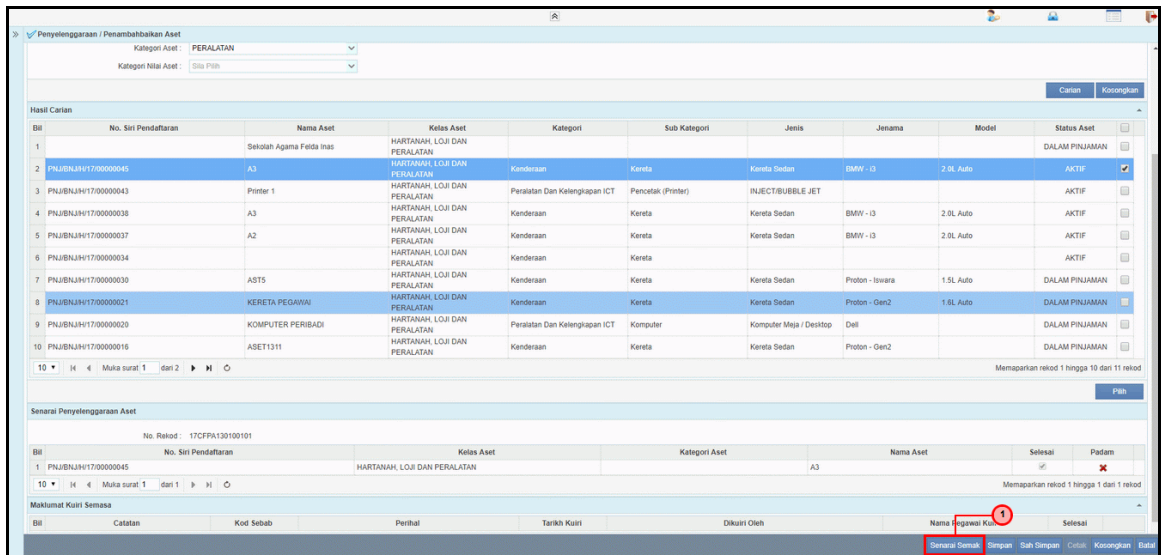 Penyelenggaraan / Penambahbaikan Aset
Kategori Aset : PERALATAN
Kategori Nilai Aset : Sila Pilih
Carian Kosongkan
Hasil Carian
Bil No. Siri Pendaftaran Nama Aset Kelas Aset Kategori Sub Kategori Jenis Jenama Model Status Aset
1 Sekolah Agama Felda Inas HARTANAH, LOJI DAN PERALATAN DALAM PINJAMAN
2 PNJ/BNJ/H/17/00000045 A3 HARTANAH, LOJI DAN PERALATAN Kenderaan Kereta Kereta Sedan BMW - i3 2.0L Auto AKTIF
3 PNJ/BNJ/H/17/00000043 Printer 1 HARTANAH, LOJI DAN PERALATAN Peralatan Dan Kelengkapan ICT Pencetak (Printer) INJECT/BUBBLE JET AKTIF
4 PNJ/BNJ/H/17/00000038 A3 HARTANAH, LOJI DAN PERALATAN Kenderaan Kereta Kereta Sedan BMW - i3 2.0L Auto AKTIF
5 PNJ/BNJ/H/17/00000037 A2 HARTANAH, LOJI DAN PERALATAN Kenderaan Kereta Kereta Sedan BMW - i3 2.0L Auto AKTIF
6 PNJ/BNJ/H/17/00000034 HARTANAH, LOJI DAN PERALATAN Kenderaan Kereta AKTIF
7 PNJ/BNJ/H/17/00000030 AST5 HARTANAH, LOJI DAN PERALATAN Kenderaan Kereta Kereta Sedan Proton - Iswara 1.5L Auto DALAM PINJAMAN
8 PNJ/BNJ/H/17/00000021 KERETA PEGAWAI HARTANAH, LOJI DAN PERALATAN Kenderaan Kereta Kereta Sedan Proton - Gen2 1.6L Auto DALAM PINJAMAN
9 PNJ/BNJ/H/17/00000020 KOMPUTER PERIBADI HARTANAH, LOJI DAN PERALATAN Peralatan Dan Kelengkapan ICT Komputer Komputer Meja / Desktop Dell DALAM PINJAMAN
10 PNJ/BNJ/H/17/00000016 ASET1311 HARTANAH, LOJI DAN PERALATAN Kenderaan Kereta Kereta Sedan Proton - Gen2 DALAM PINJAMAN
10 Muka surat 1 dari 2 Memaparkan rekod 1 hingga 10 dari 11 rekod
Pilih
Senarai Penyelenggaraan Aset
No. Rekod : 17CFPA130100101
Bil No. Siri Pendaftaran Kelas Aset Kategori Aset Nama Aset Selesai Padam
1 PNJ/BNJ/H/17/00000045 HARTANAH, LOJI DAN PERALATAN A3
10 Muka surat 1 dari 1 Memaparkan rekod 1 hingga 1 dari 1 rekod
Maklumat Kuiri Semasa
1
Bil Catatan Kod Sebab Perihal Tarikh Kuiri Dikuiri Oleh Nama Pegawai Selesai
Senarai Semak Simpan Sah Simpan Cetak Kosongkan Batal